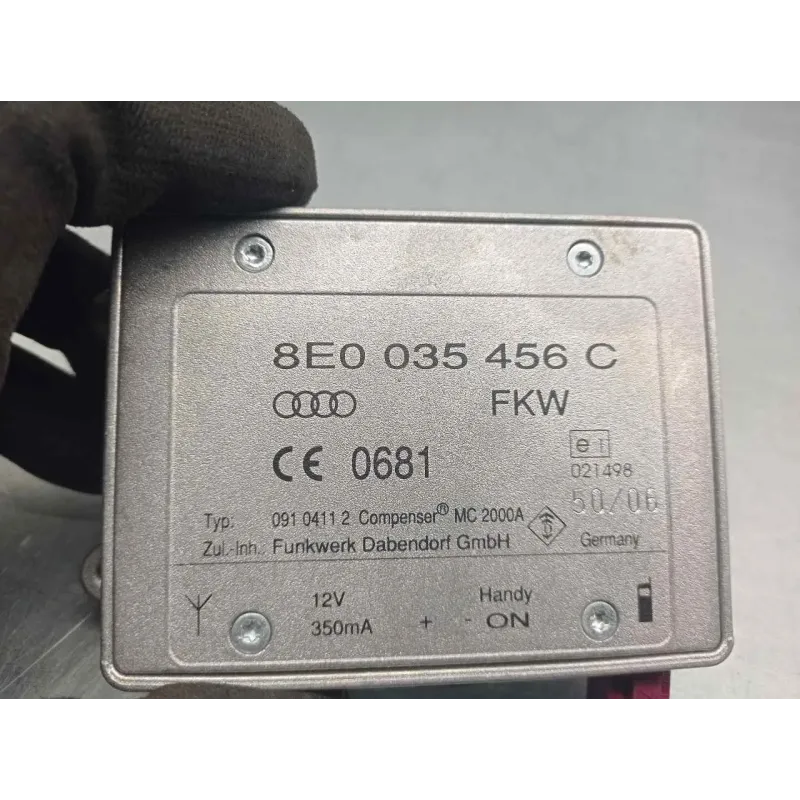 8E0 035 456 C
FKW
CE 0681
e1
021498
50/06
Typ: 091 0411 2 Compenser® MC 2000A
Zul.-Inh.: Funkwerk Dabendorf GmbH
Germany
12V
Handy
350mA + - ON